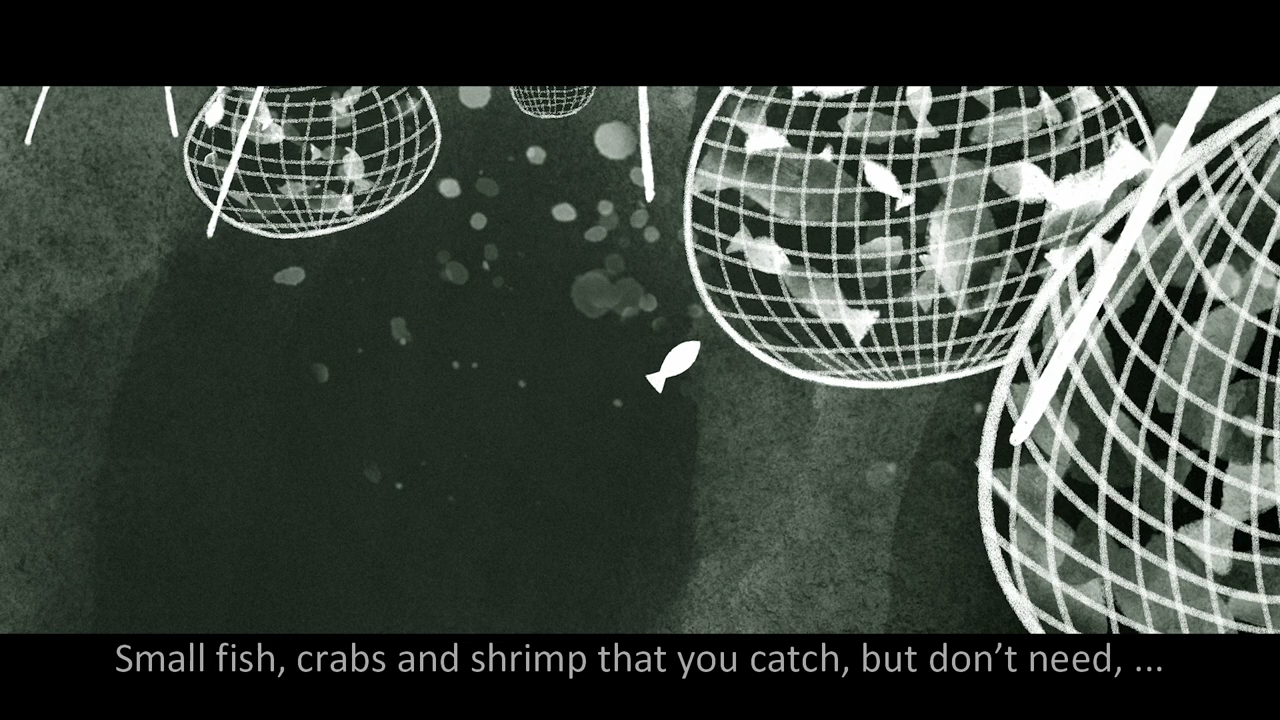 Small fish, crabs and shrimp that you catch, but don’t need, ...